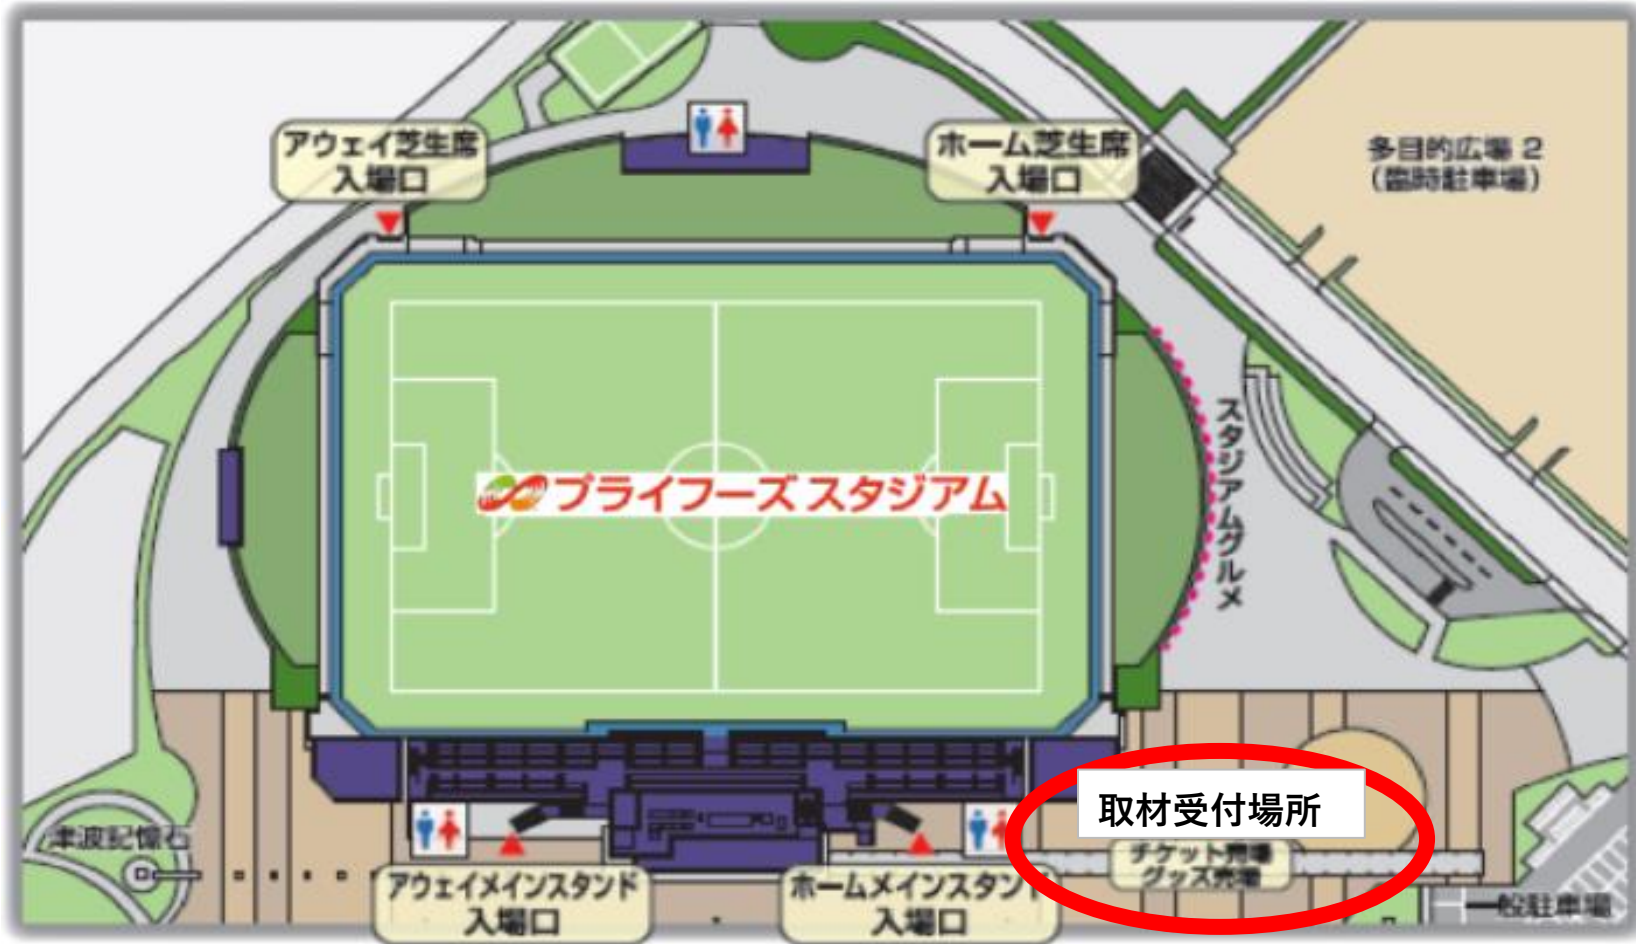 アウェイ芝生席
入場口
ホーム芝生席
入場口
多目的広場 2
(臨時駐車場)
プライフーズ スタジアム
スタジアムグルメ
取材受付場所
チケット売場
グッズ売場
津波記憶石
アウェイメインスタンド
入場口
ホームメインスタンド
入場口
一般駐車場